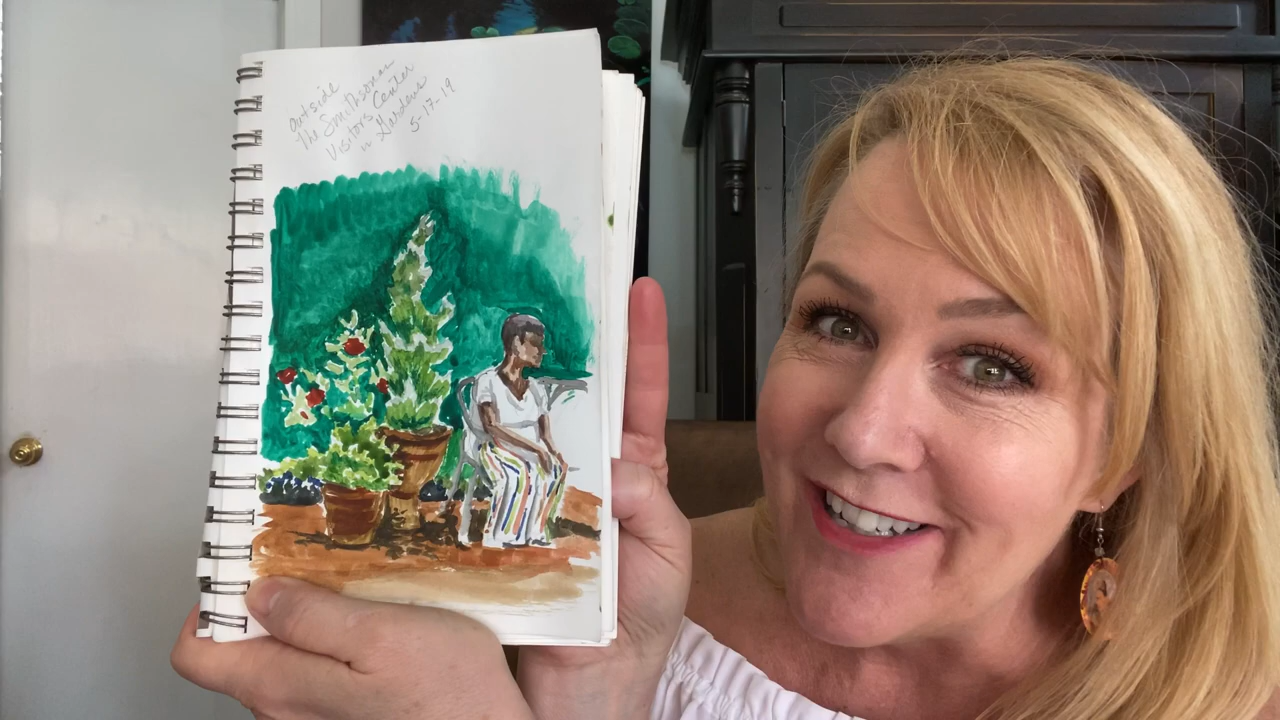 outside
The Smithsonian
Visitors Center
in Gardens
5-17-19